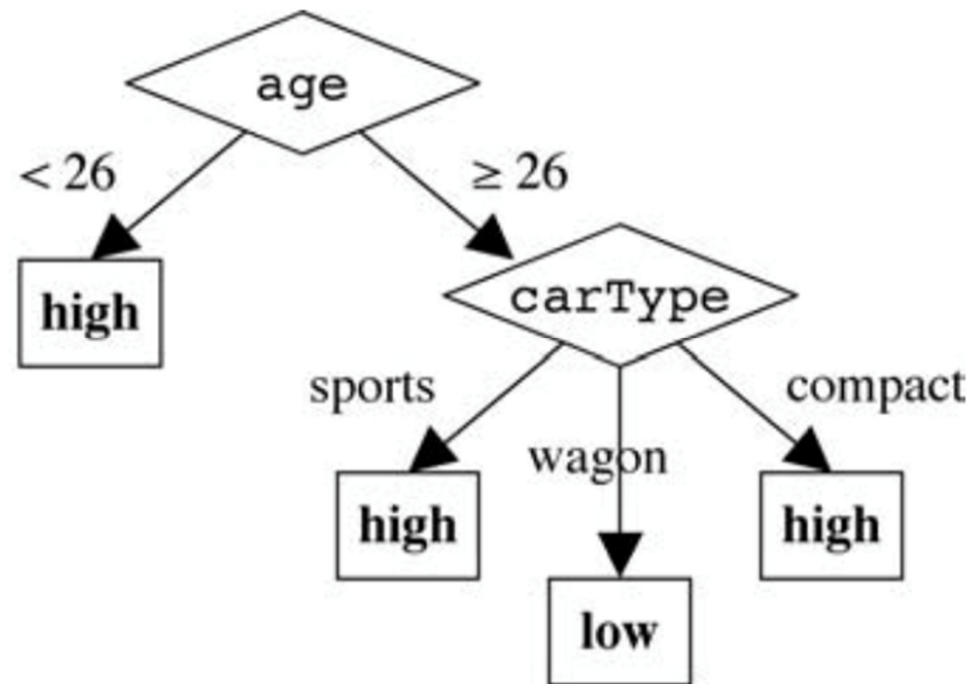 age
< 26
≥ 26
high
carType
sports
compact
wagon
high
high
low